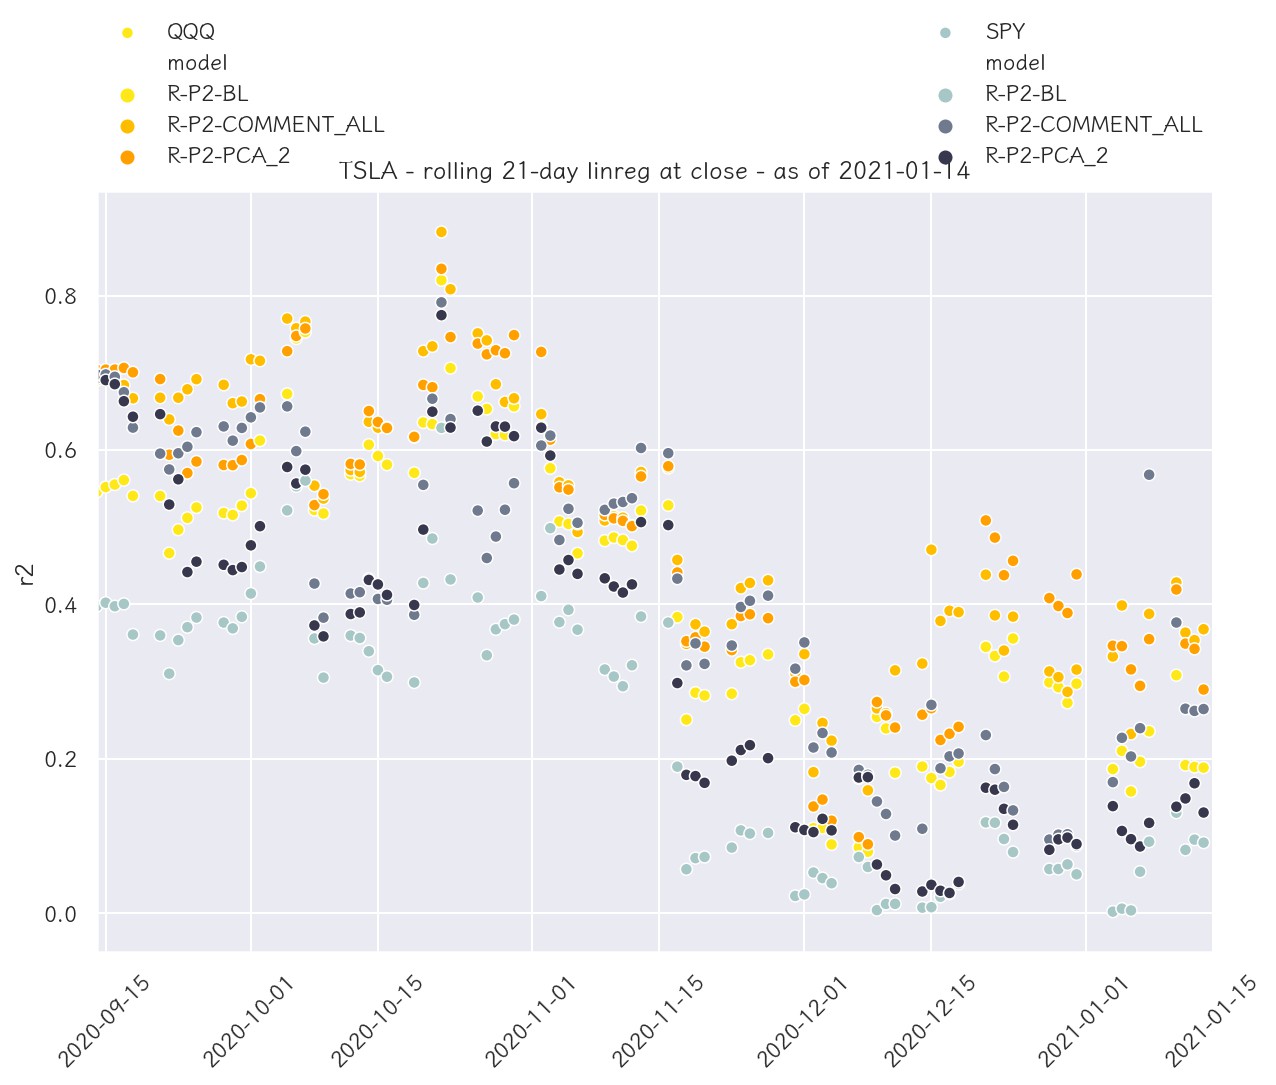 QQQ
model
R-P2-BL
R-P2-COMMENT_ALL
R-P2-PCA_2
SPY
model
R-P2-BL
R-P2-COMMENT_ALL
R-P2-PCA_2
TSLA - rolling 21-day linreg at close - as of 2021-01-14
r2
0.8
0.6
0.4
0.2
0.0
2020-09-15
2020-10-01
2020-10-15
2020-11-01
2020-11-15
2020-12-01
2020-12-15
2021-01-01
2021-01-15